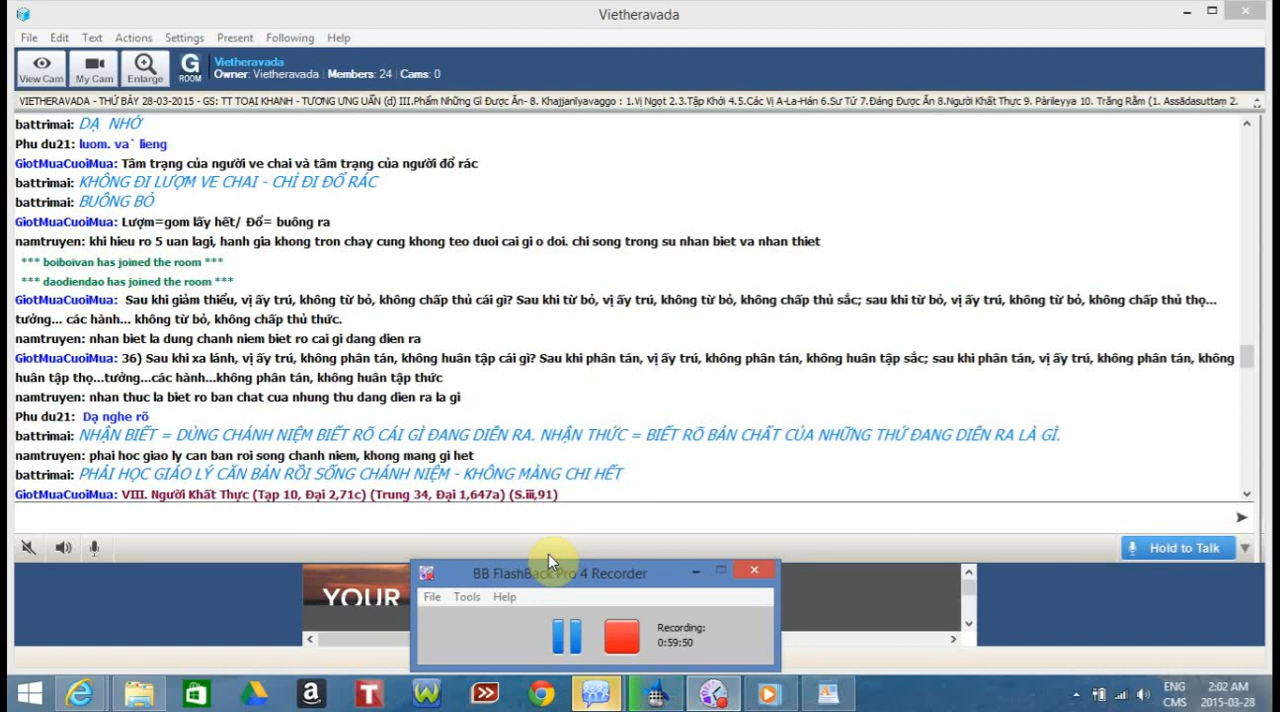 Vietheravada
File Edit Text Actions Settings Present Following Help
View Cam My Cam Enlarge G ROOM Vietheravada
Owner: Vietheravada | Members: 24 | Cams: 0
VIETHERAVADA - THỨ BẢY 28-03-2015 - GS: TT TOẠI KHANH - TƯƠNG ƯNG UẨN (d) III.Phẩm Những Gì Được Ăn- 8. Khajjanīyavaggo : 1.Vị Ngọt 2.3.Tập Khởi 4.5.Các Vị A-La-Hán 6.Sư Tử 7.Đáng Được Ăn 8.Người Khất Thực 9. Pārileyya 10. Trăng Rằm (1. Assādasuttaṃ 2.
battrimai: DẠ NHỚ
Phu du21: luom. va` lieng
GiotMuaCuoiMua: Tâm trạng của người ve chai và tâm trạng của người đổ rác
battrimai: KHÔNG ĐI LƯỢM VE CHAI - CHỈ ĐI ĐỔ RÁC
battrimai: BUÔNG BỎ
GiotMuaCuoiMua: Lượm=gom lấy hết/ Đổ= buông ra
namtruyen: khi hieu ro 5 uan lagi, hanh gia khong tron chay cung khong teo duoi cai gi o doi. chi song trong su nhan biet va nhan thiet
*** boiboivan has joined the room ***
*** daodiendao has joined the room ***
GiotMuaCuoiMua: Sau khi giảm thiểu, vị ấy trú, không từ bỏ, không chấp thủ cái gì? Sau khi từ bỏ, vị ấy trú, không từ bỏ, không chấp thủ sắc; sau khi từ bỏ, vị ấy trú, không từ bỏ, không chấp thủ thọ...
tưởng... các hành... không từ bỏ, không chấp thủ thức.
namtruyen: nhan biet la dung chanh niem biet ro cai gi dang dien ra
GiotMuaCuoiMua: 36) Sau khi xa lánh, vị ấy trú, không phân tán, không huân tập cái gì? Sau khi phân tán, vị ấy trú, không phân tán, không huân tập sắc; sau khi phân tán, vị ấy trú, không phân tán, không
huân tập thọ...tưởng...các hành...không phân tán, không huân tập thức
namtruyen: nhan thuc la biet ro ban chat cua nhung thu dang dien ra la gi
Phu du21: Dạ nghe rõ
battrimai: NHẬN BIẾT = DÙNG CHÁNH NIỆM BIẾT RÕ CÁI GÌ ĐANG DIỄN RA. NHẬN THỨC = BIẾT RÕ BẢN CHẤT CỦA NHỮNG THỨ ĐANG DIỄN RA LÀ GÌ.
namtruyen: phai hoc giao ly can ban roi song chanh niem, khong mang gi het
battrimai: PHẢI HỌC GIÁO LÝ CĂN BẢN RỒI SỐNG CHÁNH NIỆM - KHÔNG MÀNG CHI HẾT
GiotMuaCuoiMua: VIII. Người Khất Thực (Tạp 10, Đại 2,71c) (Trung 34, Đại 1,647a) (S.iii,91)
Hold to Talk
BB FlashBack Pro 4 Recorder
YOUR
File Tools Help
Recording:
0:59:50
ENG 2:02 AM
CMS 2015-03-28